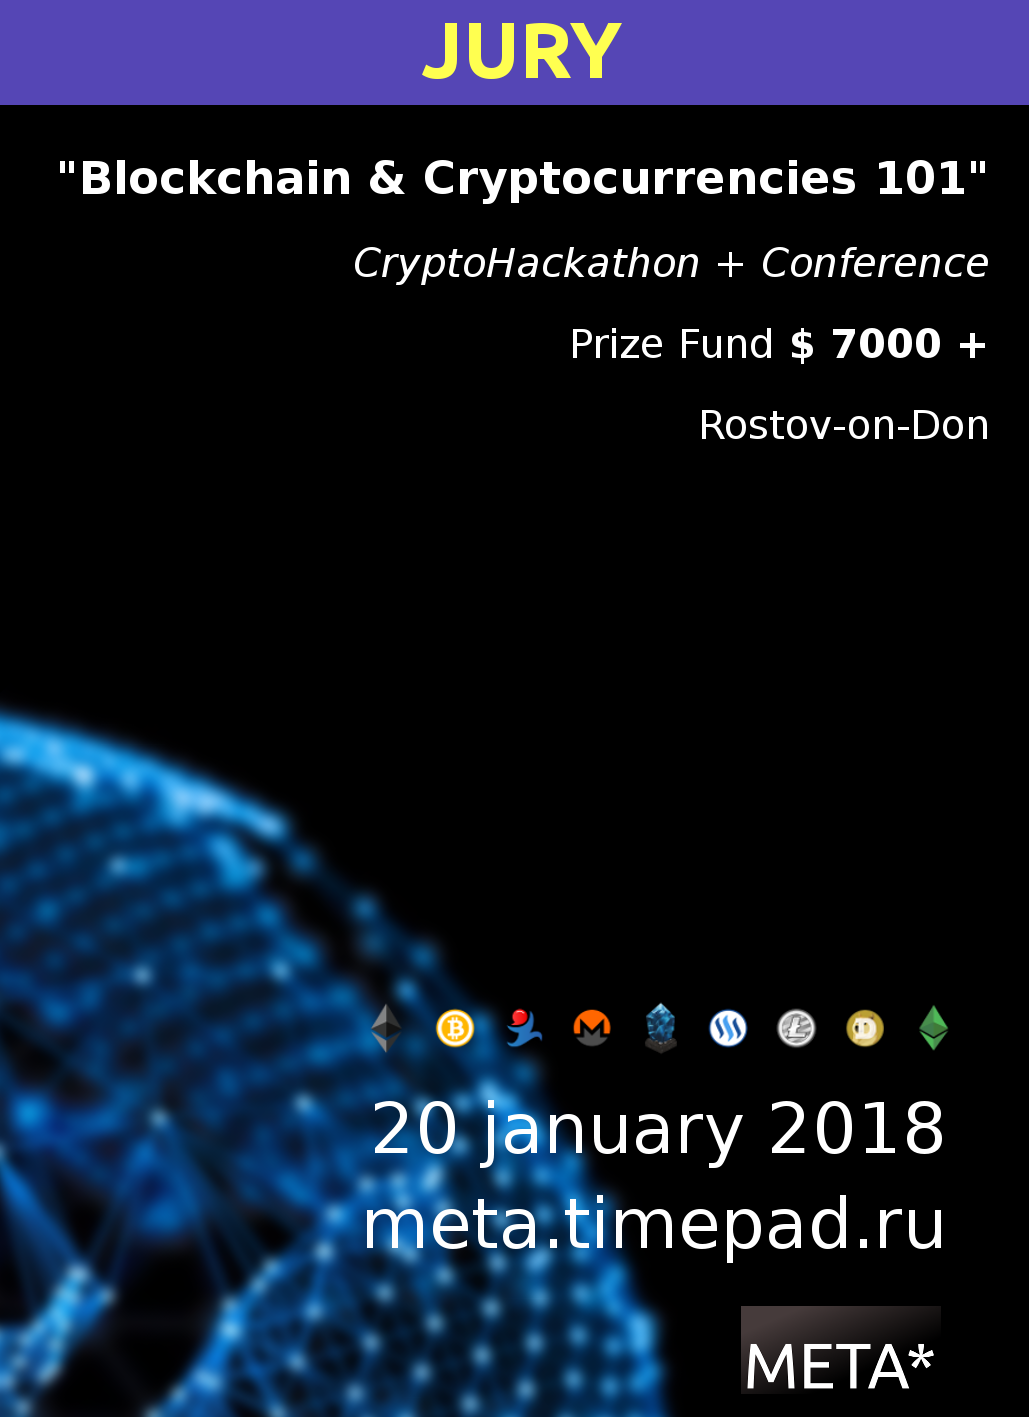 JURY
"Blockchain & Cryptocurrencies 101"
CryptoHackathon + Conference
Prize Fund $ 7000 +
Rostov-on-Don
20 january 2018
meta.timepad.ru
META*